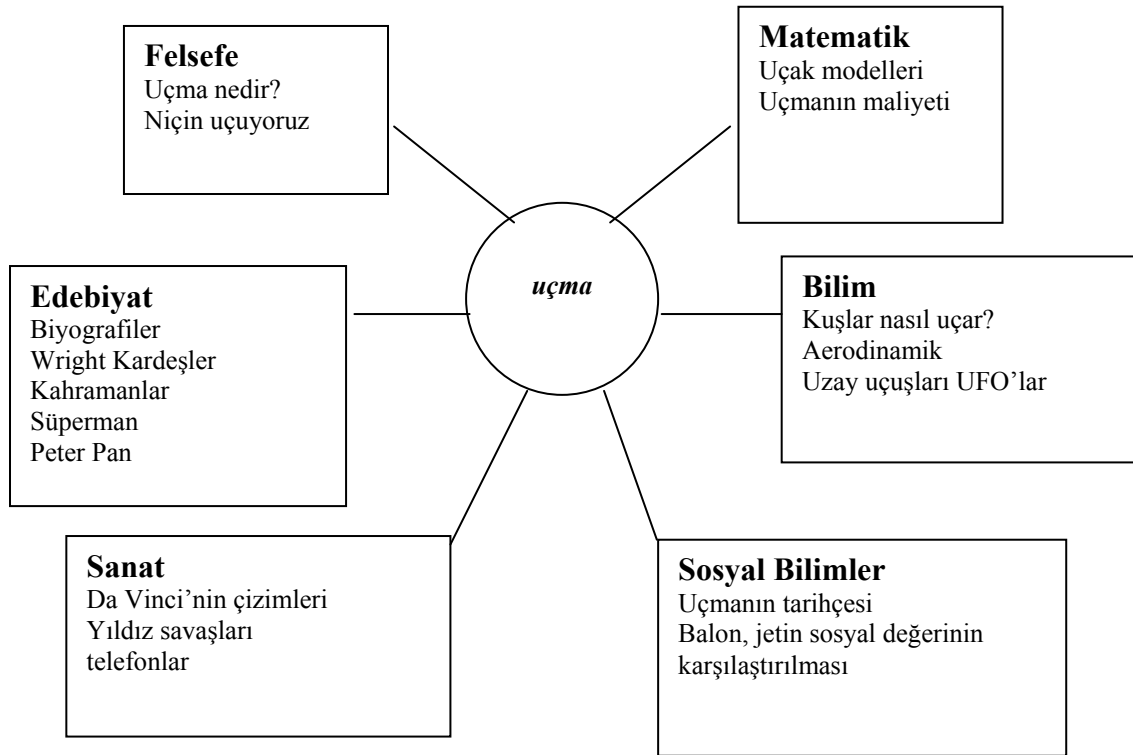 Felsefe
Uçma nedir?
Niçin uçuyoruz
Matematik
Uçak modelleri
Uçmanın maliyeti
uçma
Edebiyat
Biyografiler
Wright Kardeşler
Kahramanlar
Süperman
Peter Pan
Bilim
Kuşlar nasıl uçar?
Aerodinamik
Uzay uçuşları UFO’lar
Sanat
Da Vinci’nin çizimleri
Yıldız savaşları
telefonlar
Sosyal Bilimler
Uçmanın tarihçesi
Balon, jetin sosyal değerinin
karşılaştırılması